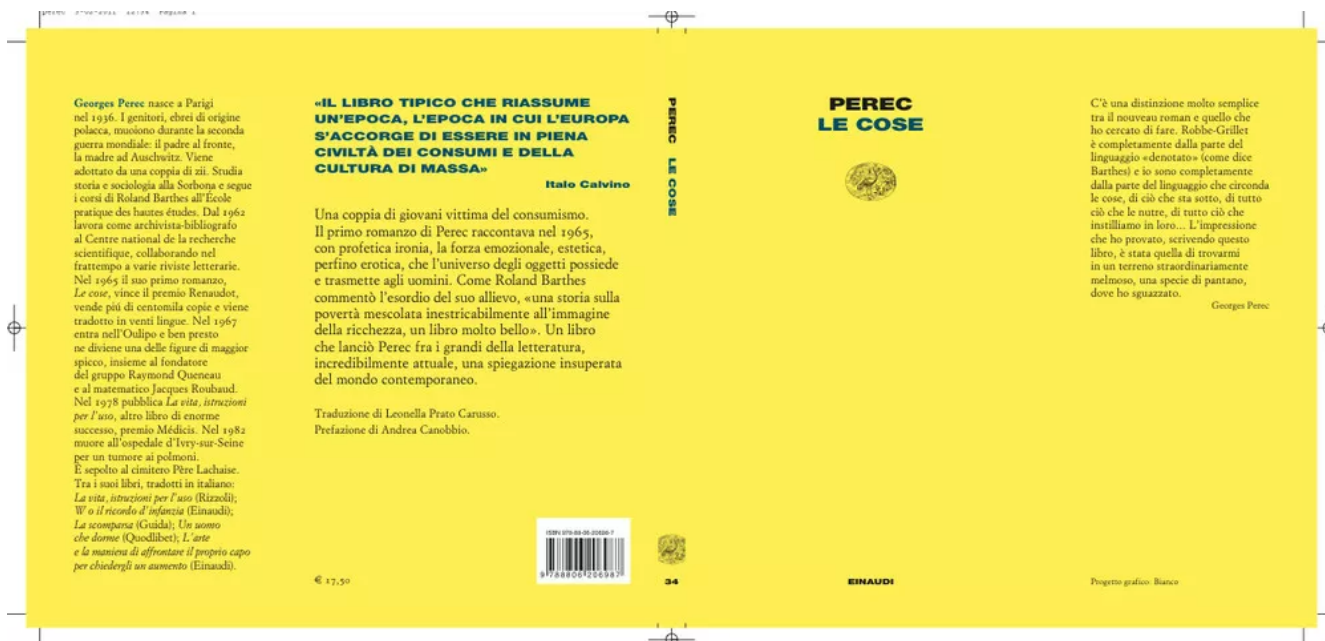 Georges Perec nasce a Parigi
nel 1936. I genitori, ebrei di origine
polacca, muoiono durante la seconda
guerra mondiale: il padre al fronte,
la madre ad Auschwitz. Viene
adottato da una coppia di zii. Studia
storia e sociologia alla Sorbona e segue
i corsi di Roland Barthes all'École
pratique des hautes études. Dal 1962
lavora come archivista-bibliografo
al Centre national de la recherche
scientifique, collaborando nel
frattempo a varie riviste letterarie.
Nel 1965 il suo primo romanzo,
Le cose, vince il premio Renaudot,
vende piú di centomila copie e viene
tradotto in venti lingue. Nel 1967
entra nell'Oulipo e ben presto
ne diviene una delle figure di maggior
spicco, insieme al fondatore
del gruppo Raymond Queneau
e al matematico Jacques Roubaud.
Nel 1978 pubblica La vita, istruzioni
per l'uso, altro libro di enorme
successo, premio Médicis. Nel 1982
muore all'ospedale d'Ivry-sur-Seine
per un tumore ai polmoni.
È sepolto al cimitero Père Lachaise.
Tra i suoi libri, tradotti in italiano:
La vita, istruzioni per l'uso (Rizzoli);
W o il ricordo d'infanzia (Einaudi);
La scomparsa (Guida); Un uomo
che dorme (Quodlibet); L'arte
e la maniera di affrontare il proprio capo
per chiedergli un aumento (Einaudi).
«IL LIBRO TIPICO CHE RIASSUME
UN'EPOCA, L'EPOCA IN CUI L'EUROPA
S'ACCORGE DI ESSERE IN PIENA
CIVILTÀ DEI CONSUMI E DELLA
CULTURA DI MASSA»
Italo Calvino
Una coppia di giovani vittima del consumismo.
Il primo romanzo di Perec raccontava nel 1965,
con profetica ironia, la forza emozionale, estetica,
perfino erotica, che l'universo degli oggetti possiede
e trasmette agli uomini. Come Roland Barthes
commentò l'esordio del suo allievo, «una storia sulla
povertà mescolata inestricabilmente all'immagine
della ricchezza, un libro molto bello». Un libro
che lanciò Perec fra i grandi della letteratura,
incredibilmente attuale, una spiegazione insuperata
del mondo contemporaneo.
Traduzione di Leonella Prato Carusso.
Prefazione di Andrea Canobbio.
ISBN 978-88-06-20698-7
9 788806 206987
€ 17,50
PEREC LE COSE
34
PEREC
LE COSE
EINAUDI
C'è una distinzione molto semplice
tra il nouveau roman e quello che
ho cercato di fare. Robbe-Grillet
è completamente dalla parte del
linguaggio «denotato» (come dice
Barthes) e io sono completamente
dalla parte del linguaggio che circonda
le cose, di ciò che sta sotto, di tutto
ciò che le nutre, di tutto ciò che
instilliamo in loro... L'impressione
che ho provato, scrivendo questo
libro, è stata quella di trovarmi
in un terreno straordinariamente
melmoso, una specie di pantano,
dove ho sguazzato.
Georges Perec
Progetto grafico: Bianco